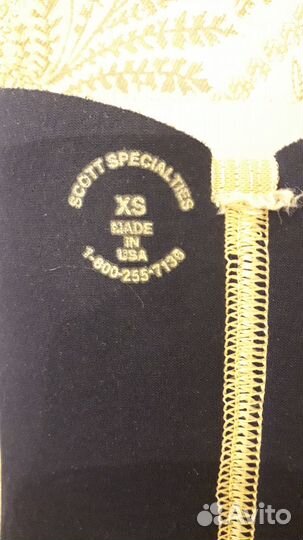 SCOTT SPECIALTIES
XS
MADE
IN
USA
1-800-255-7136
Avito